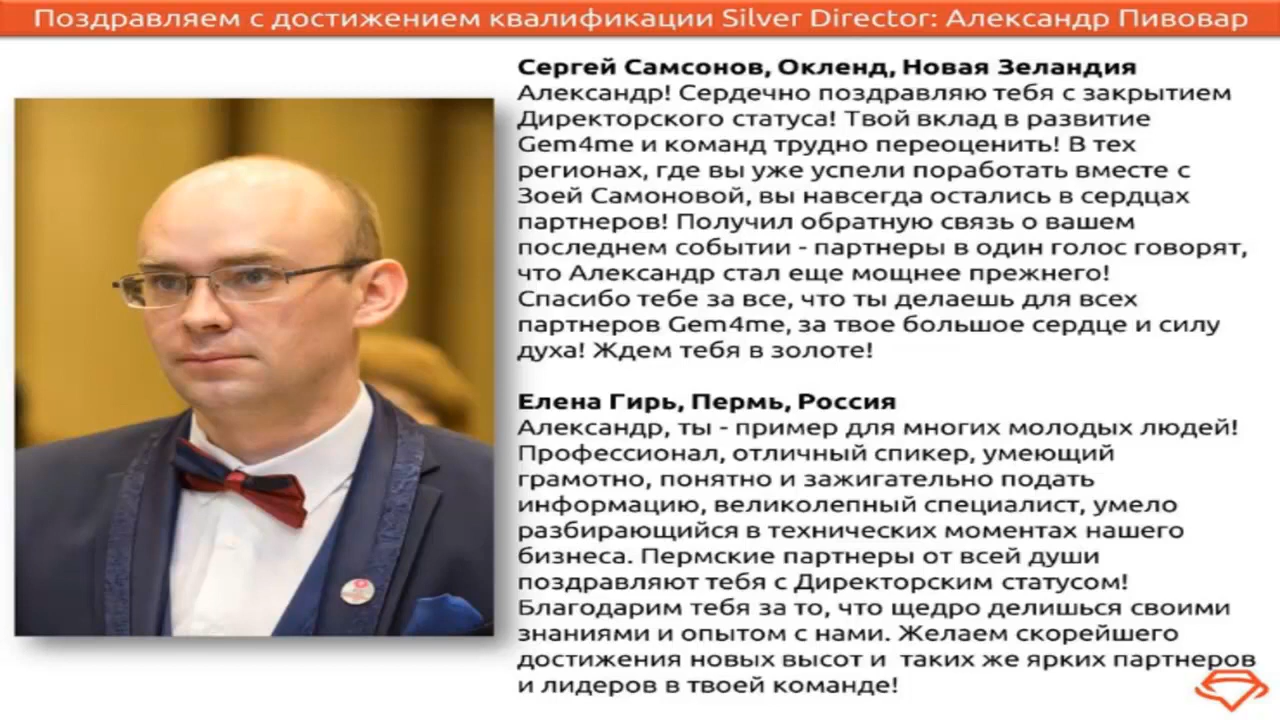 Поздравляем с достижением квалификации Silver Director: Александр Пивовар
Сергей Самсонов, Окленд, Новая Зеландия
Александр! Сердечно поздравляю тебя с закрытием
Директорского статуса! Твой вклад в развитие
Gem4me и команд трудно переоценить! В тех
регионах, где вы уже успели поработать вместе с
Зоей Самоновой, вы навсегда остались в сердцах
партнеров! Получил обратную связь о вашем
последнем событии - партнеры в один голос говорят,
что Александр стал еще мощнее прежнего!
Спасибо тебе за все, что ты делаешь для всех
партнеров Gem4me, за твое большое сердце и силу
духа! Ждем тебя в золоте!
Елена Гирь, Пермь, Россия
Александр, ты - пример для многих молодых людей!
Профессионал, отличный спикер, умеющий
грамотно, понятно и зажигательно подать
информацию, великолепный специалист, умело
разбирающийся в технических моментах нашего
бизнеса. Пермские партнеры от всей души
поздравляют тебя с Директорским статусом!
Благодарим тебя за то, что щедро делишься своими
знаниями и опытом с нами. Желаем скорейшего
достижения новых высот и  таких же ярких партнеров
и лидеров в твоей команде!